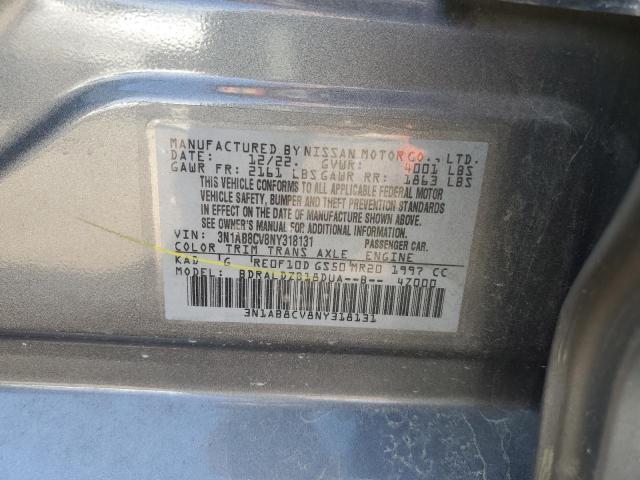 MANUFACTURED BY NISSAN MOTOR CO., LTD.
DATE: 12/22 GVWR: 4001 LBS
GAWR FR: 2161 LBS GAWR RR: 1863 LBS
THIS VEHICLE CONFORMS TO ALL APPLICABLE FEDERAL MOTOR
VEHICLE SAFETY, BUMPER AND THEFT PREVENTION STANDARDS
IN EFFECT ON THE DATE OF MANUFACTURE SHOWN ABOVE.
SEE OWNER'S MANUAL FOR ADDITIONAL INFORMATION.
VIN: 3N1AB8CV8NY318131 PASSENGER CAR.
COLOR TRIM TRANS AXLE ENGINE
KAD G RE0F10D GS50 MR20 1997 CC
MODEL: BDRALDZB18DUA--B-- 47000
3N1AB8CV8NY318131